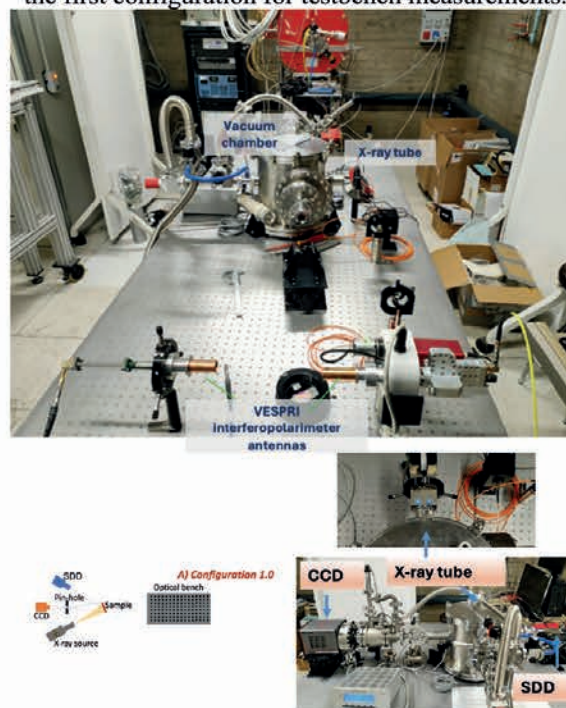 the first configuration for testbench measurements.
Vacuum
chamber
X-ray tube
VESPRI
interferopolarimeter
antennas
SDD
Pin-hole
CCD
Sample
X-ray source
A) Configuration 1.0
Optical bench
CCD
X-ray tube
SDD